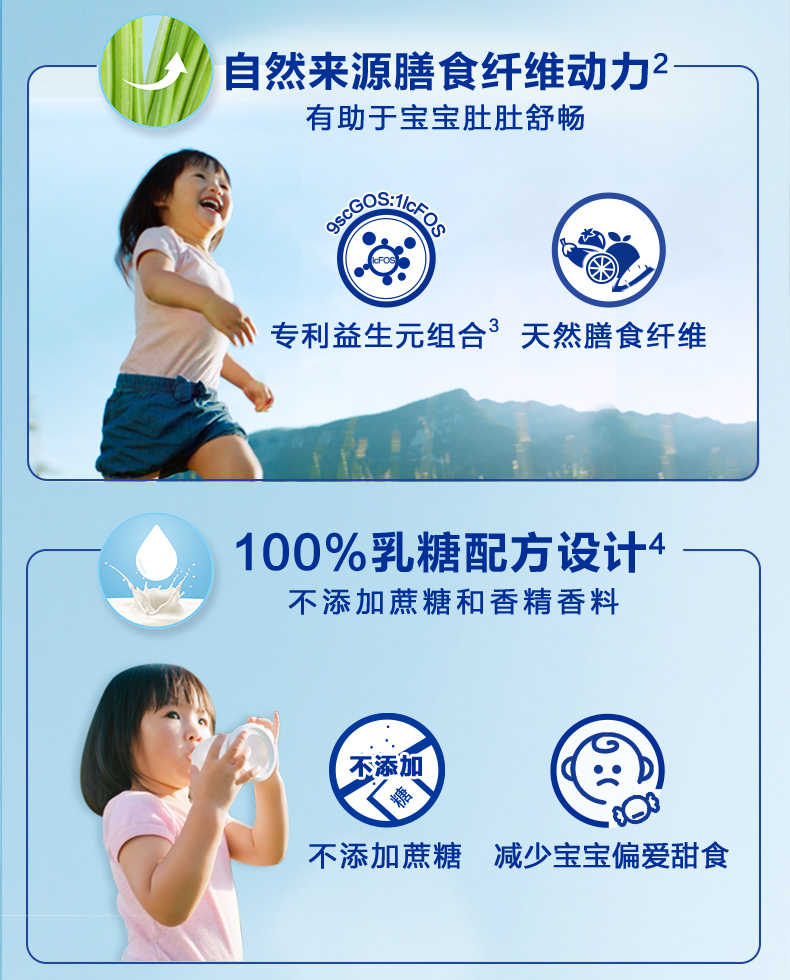 自然来源膳食纤维动力2
有助于宝宝肚肚舒畅
9scGOS:1lcFOS
lcFOS
专利益生元组合3
天然膳食纤维
100%乳糖配方设计4
不添加蔗糖和香精香料
不添加
糖
不添加蔗糖
减少宝宝偏爱甜食